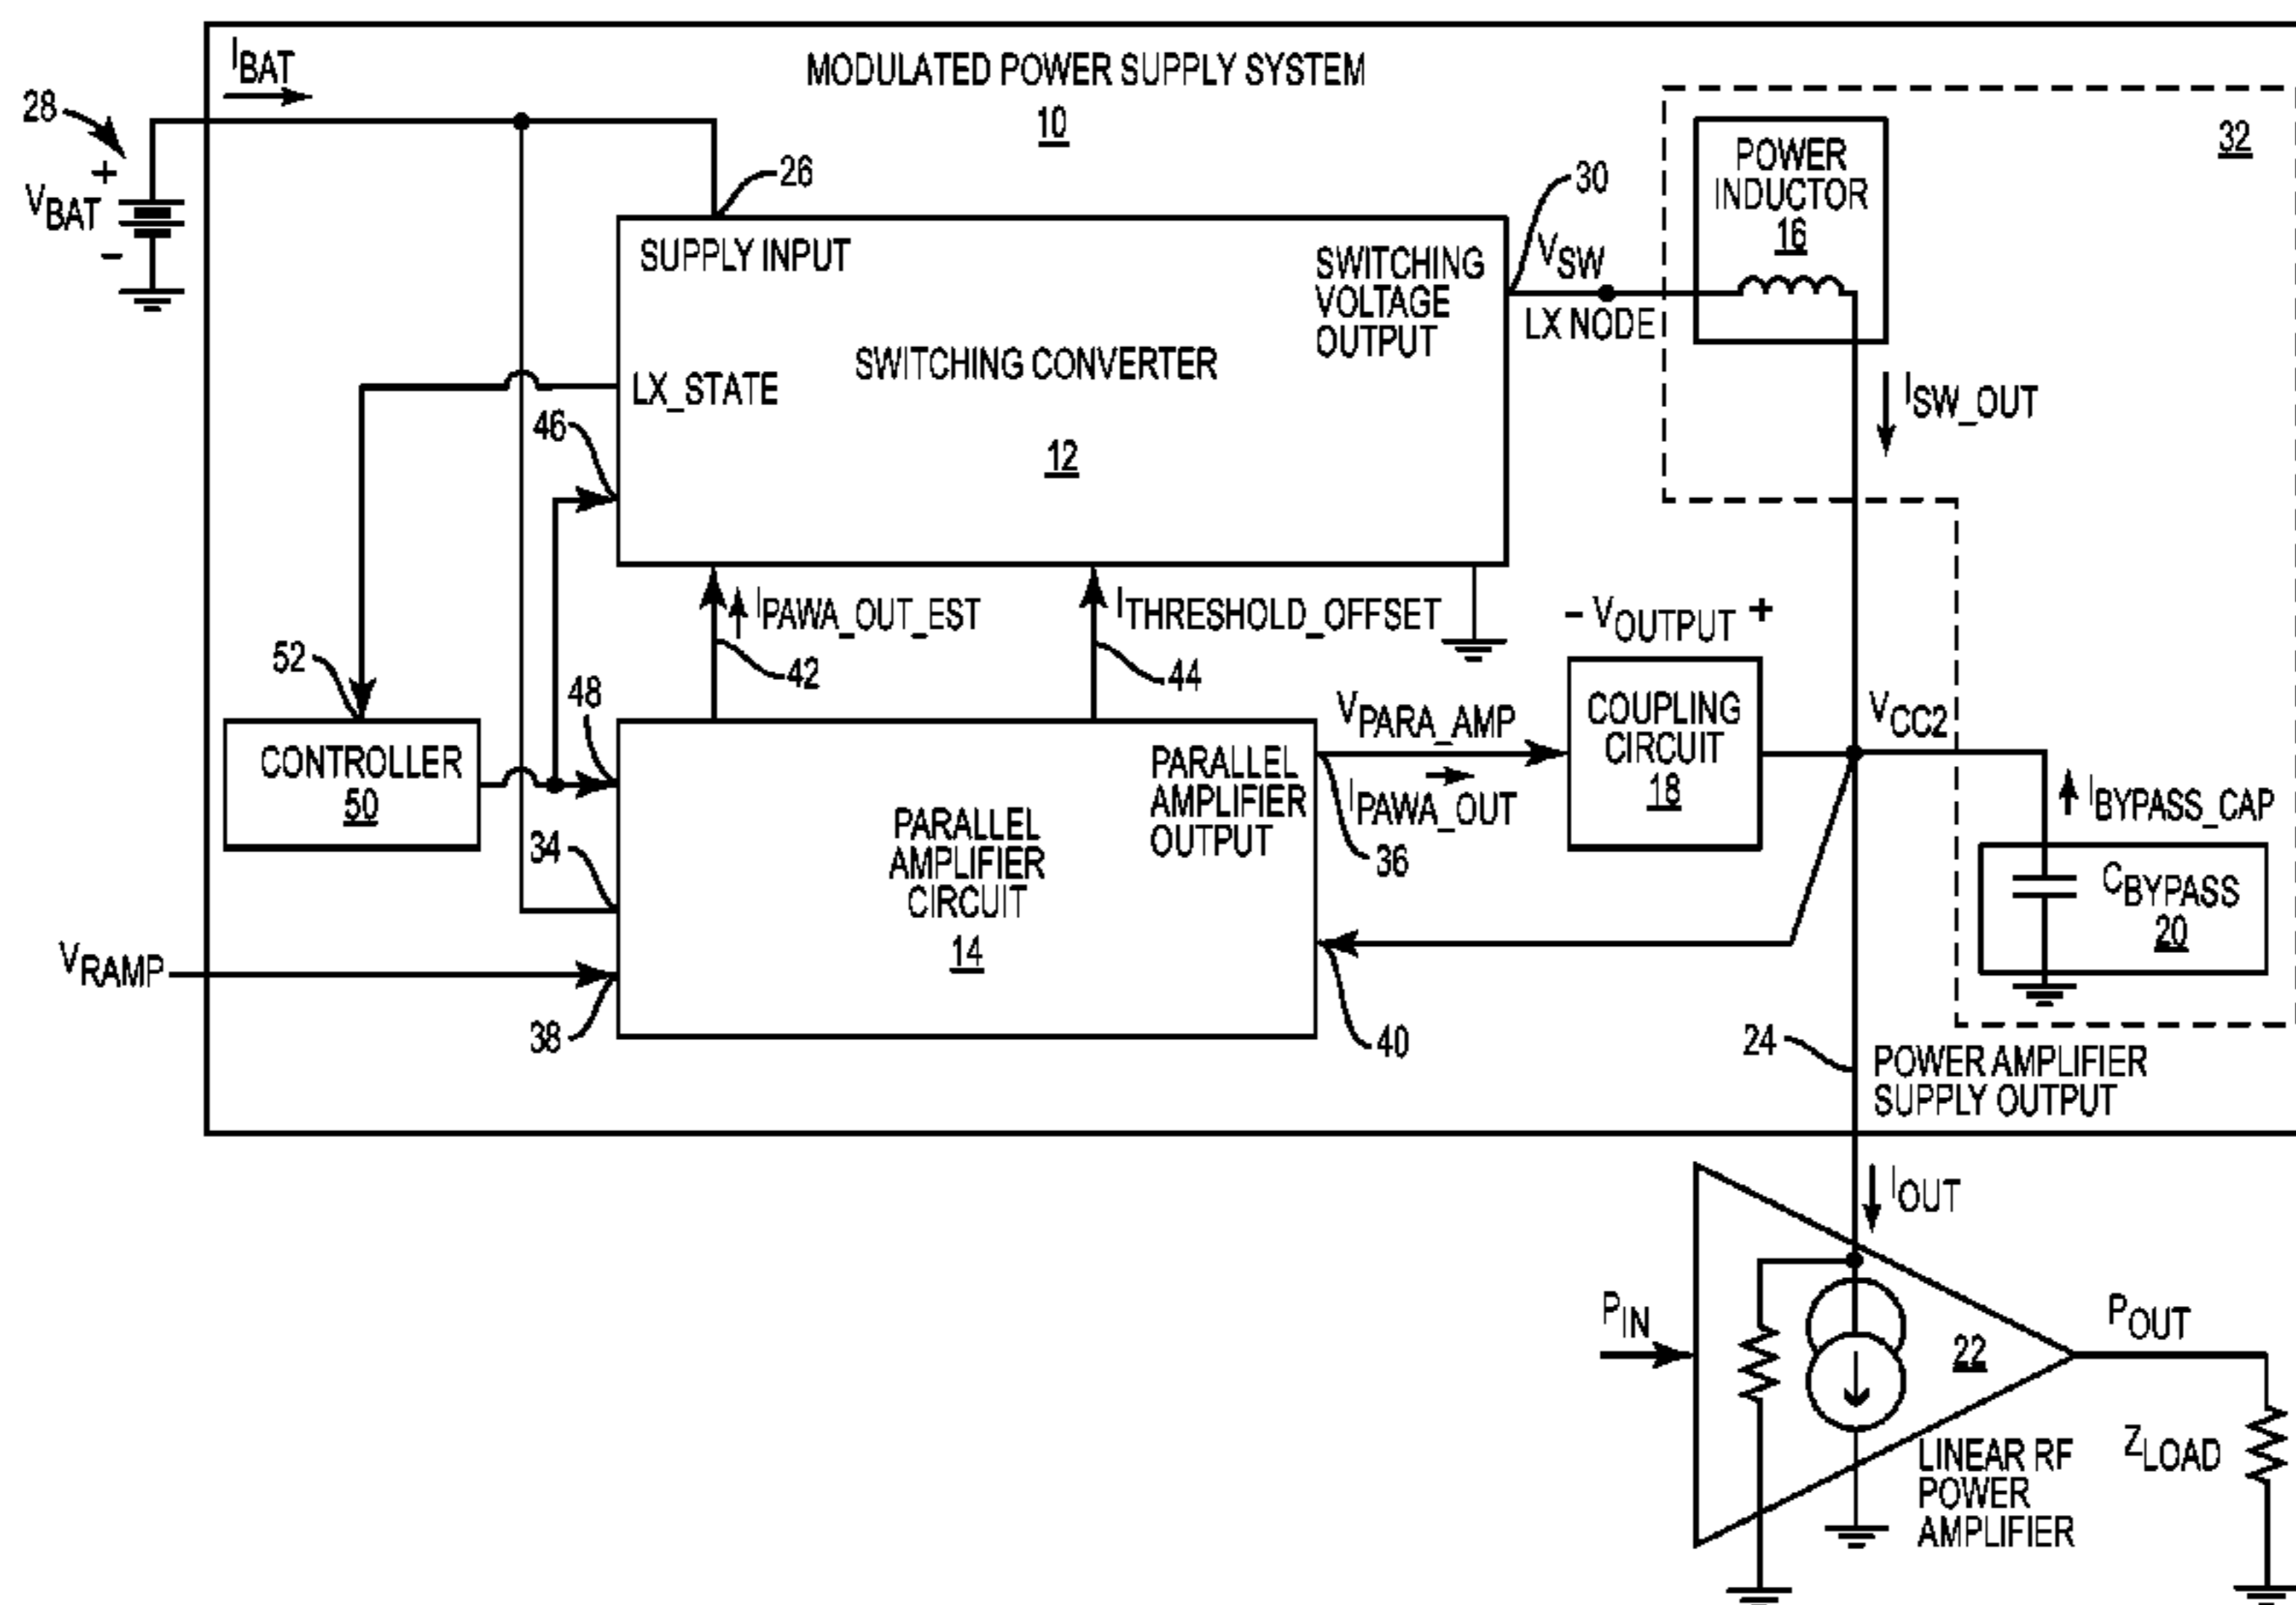 MODULATED POWER SUPPLY SYSTEM
10
IBAT
28
+
VBAT
-
26
SUPPLY INPUT
SWITCHING
VOLTAGE
OUTPUT
LX_STATE
SWITCHING CONVERTER
12
46
30
VSW
LX NODE
POWER
INDUCTOR
16
32
ISW_OUT
IPAWA_OUT_EST
42
ITHRESHOLD_OFFSET
44
- VOUTPUT +
COUPLING
CIRCUIT
18
VCC2
52
CONTROLLER
50
48
34
VPARA_AMP
IPAWA_OUT
36
PARALLEL
AMPLIFIER
OUTPUT
PARALLEL
AMPLIFIER
CIRCUIT
14
IBYPASS_CAP
CBYPASS
20
VRAMP
38
40
24
POWER AMPLIFIER
SUPPLY OUTPUT
IOUT
PIN
22
POUT
LINEAR RF
POWER
AMPLIFIER
ZLOAD